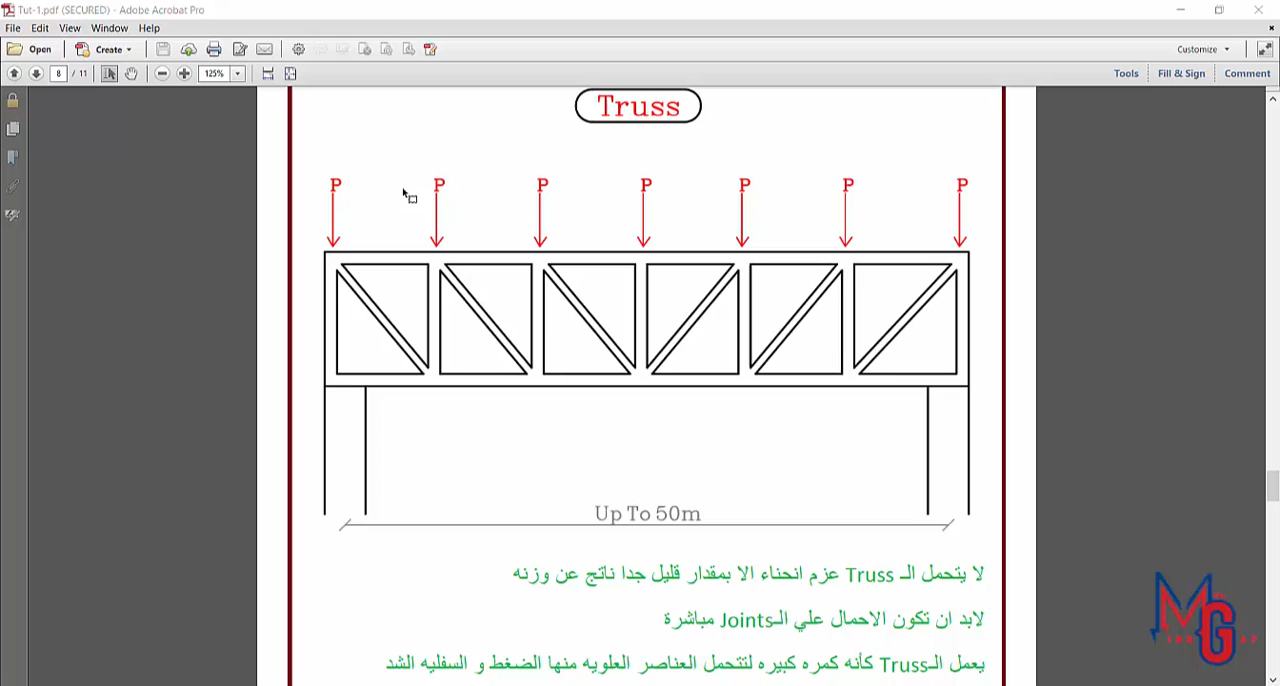 Tut-1.pdf (SECURED) - Adobe Acrobat Pro
File Edit View Window Help
Open Create Customize
8 / 11 125% Tools Fill & Sign Comment
Truss
P P P P P P P
Up To 50m
لا يتحمل الـ Truss عزم انحناء الا بمقدار قليل جدا ناتج عن وزنه
لابد ان تكون الاحمال علي الـJoints مباشرة
يعمل الـTruss كأنه كمره كبيره لتتحمل العناصر العلويه منها الضغط و السفليه الشد
MG